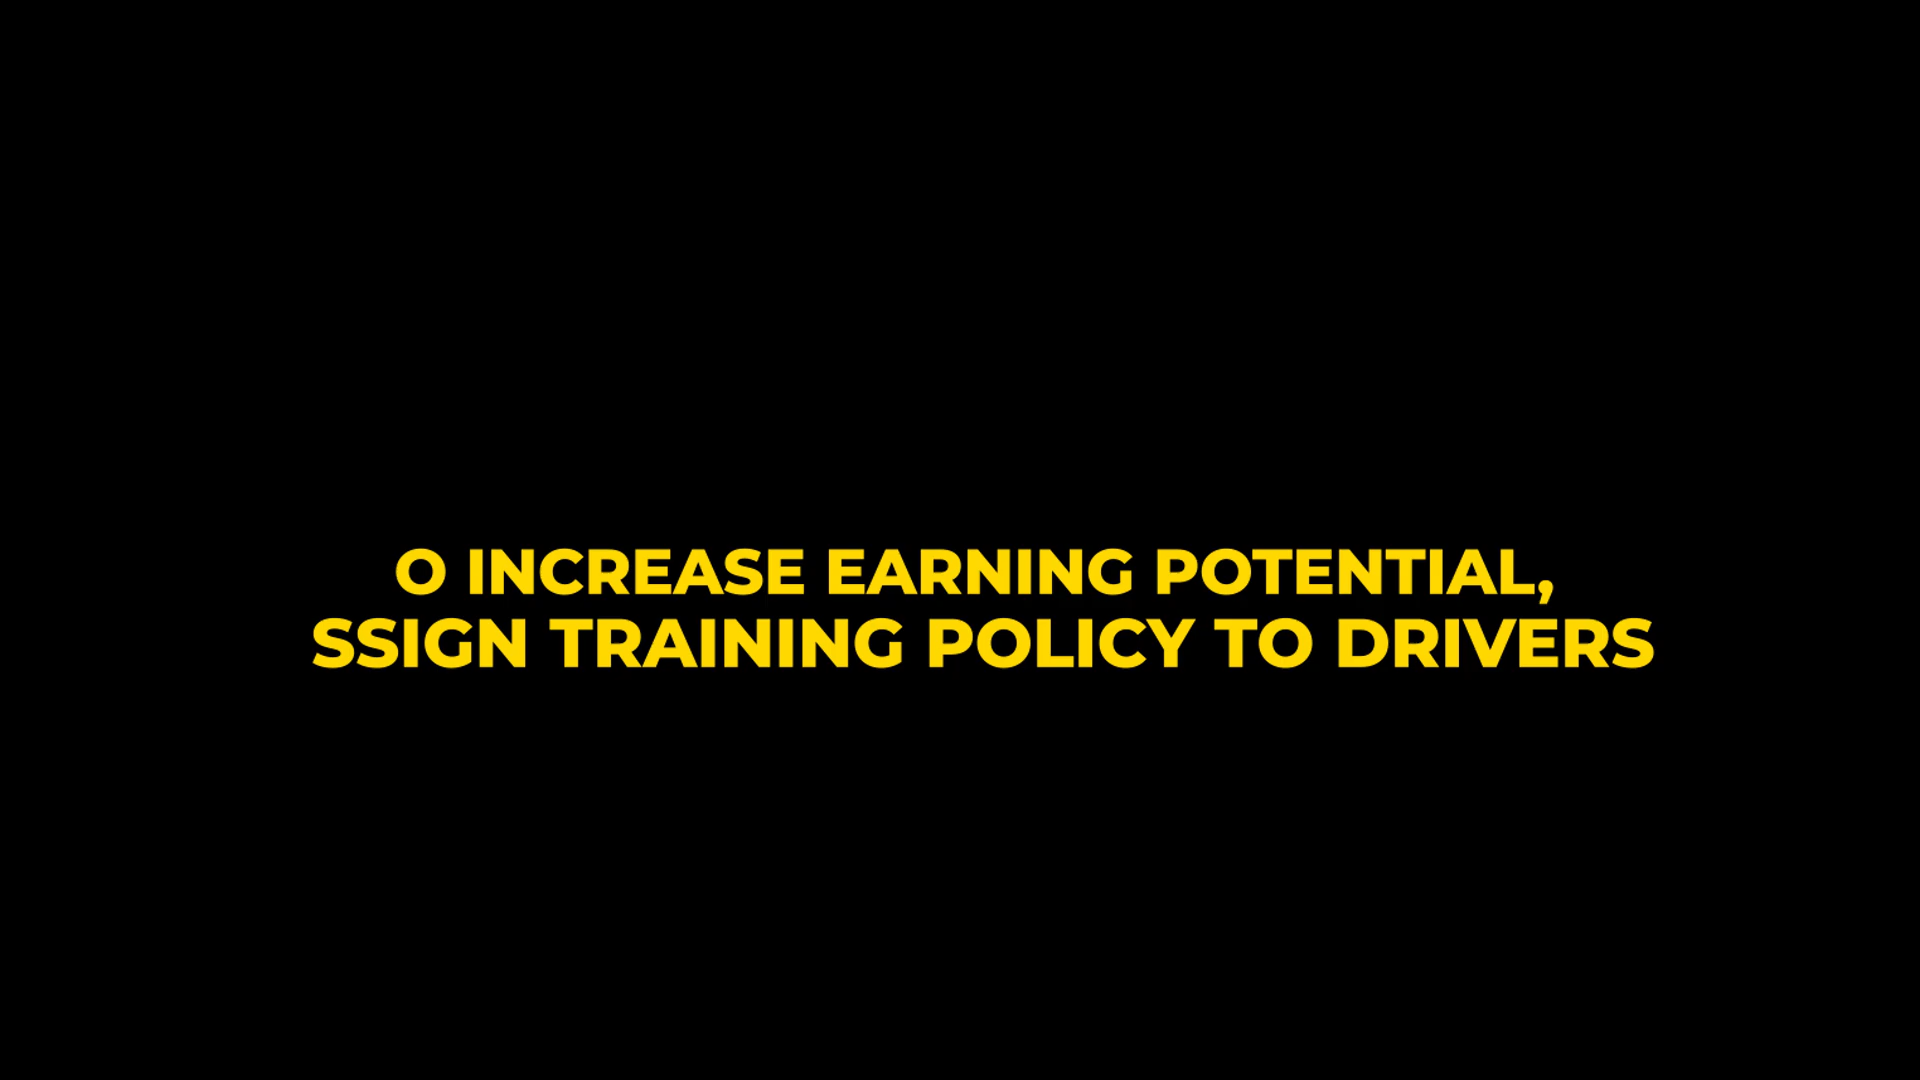 O INCREASE EARNING POTENTIAL,
SSIGN TRAINING POLICY TO DRIVERS